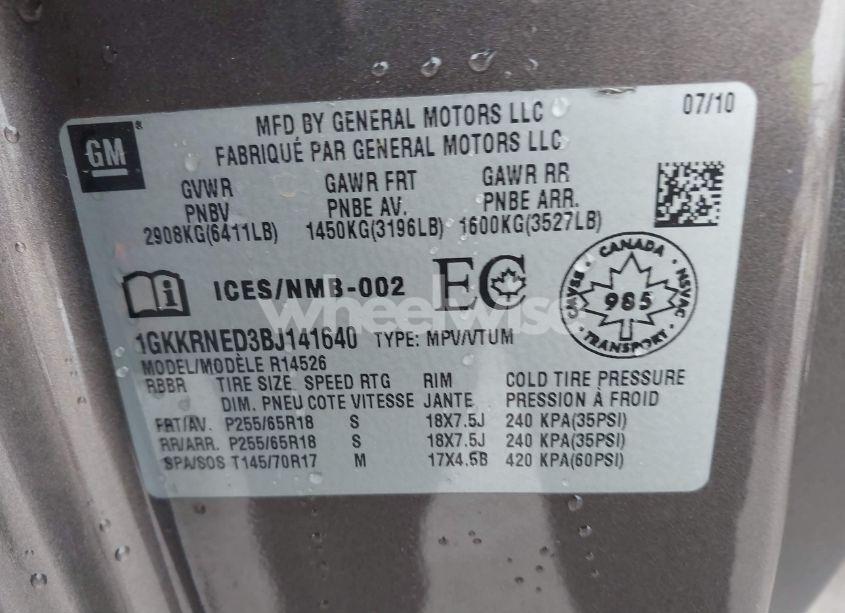 GM
07/10
MFD BY GENERAL MOTORS LLC
FABRIQUÉ PAR GENERAL MOTORS LLC
GVWR GAWR FRT GAWR RR
PNBV PNBE AV. PNBE ARR.
2908KG(6411LB) 1450KG(3196LB) 1600KG(3527LB)
ICES/NMB-002 EC
CANADA
BMVSS NSVAC
985
TRANSPORT
wheelwise
1GKKRNED3BJ141640 TYPE: MPV/VTUM
MODEL/MODÈLE R14526
RBBR TIRE SIZE SPEED RTG RIM COLD TIRE PRESSURE
DIM. PNEU COTE VITESSE JANTE PRESSION À FROID
FRT/AV. P255/65R18 S 18X7.5J 240 KPA(35PSI)
RR/ARR. P255/65R18 S 18X7.5J 240 KPA(35PSI)
SPA/SOS T145/70R17 M 17X4.5B 420 KPA(60PSI)